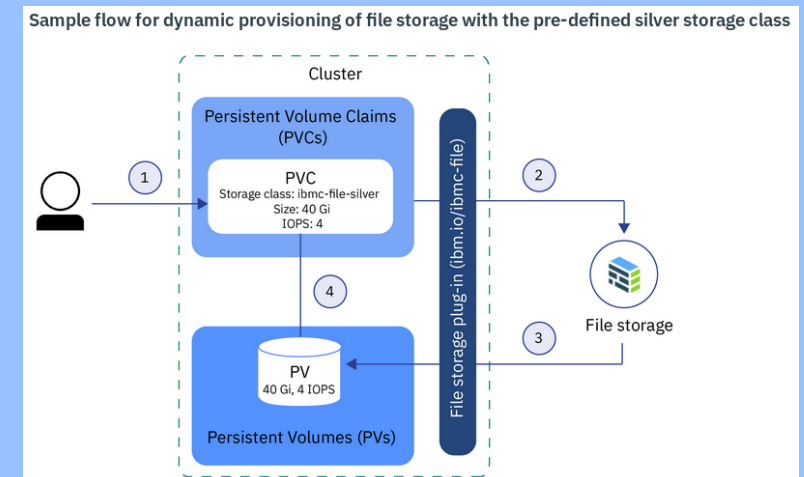 Sample flow for dynamic provisioning of file storage with the pre-defined silver storage class
Cluster
Persistent Volume Claims
(PVCs)
1
PVC
Storage class: ibmc-file-silver
Size: 40 Gi
IOPS: 4
2
File storage plug-in (ibm.io/ibmc-file)
4
File storage
3
PV
40 Gi, 4 IOPS
Persistent Volumes (PVs)